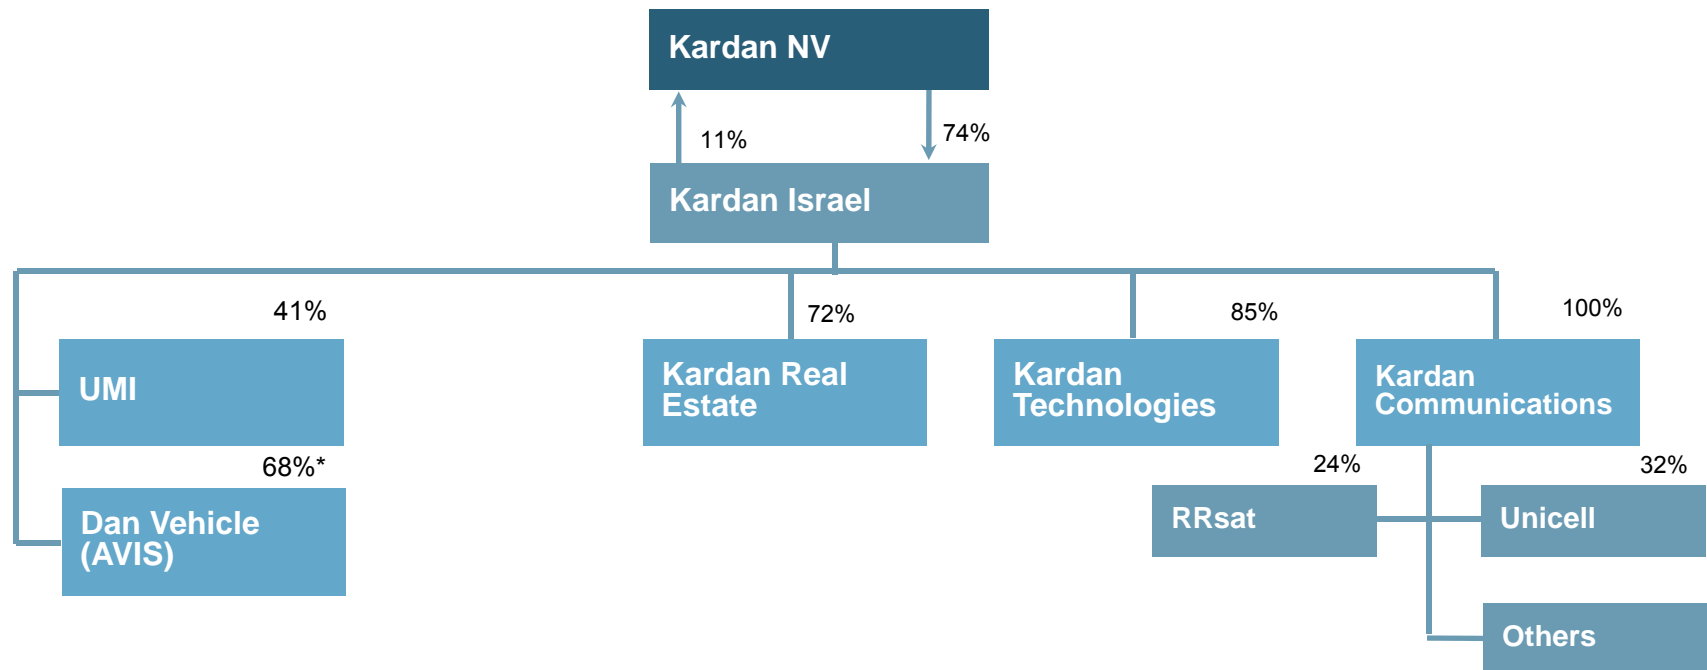 Kardan NV
11%
74%
Kardan Israel
41%
72%
85%
100%
UMI
Kardan Real
Estate
Kardan
Technologies
Kardan
Communications
68%*
24%
32%
Dan Vehicle
(AVIS)
RRsat
Unicell
Others